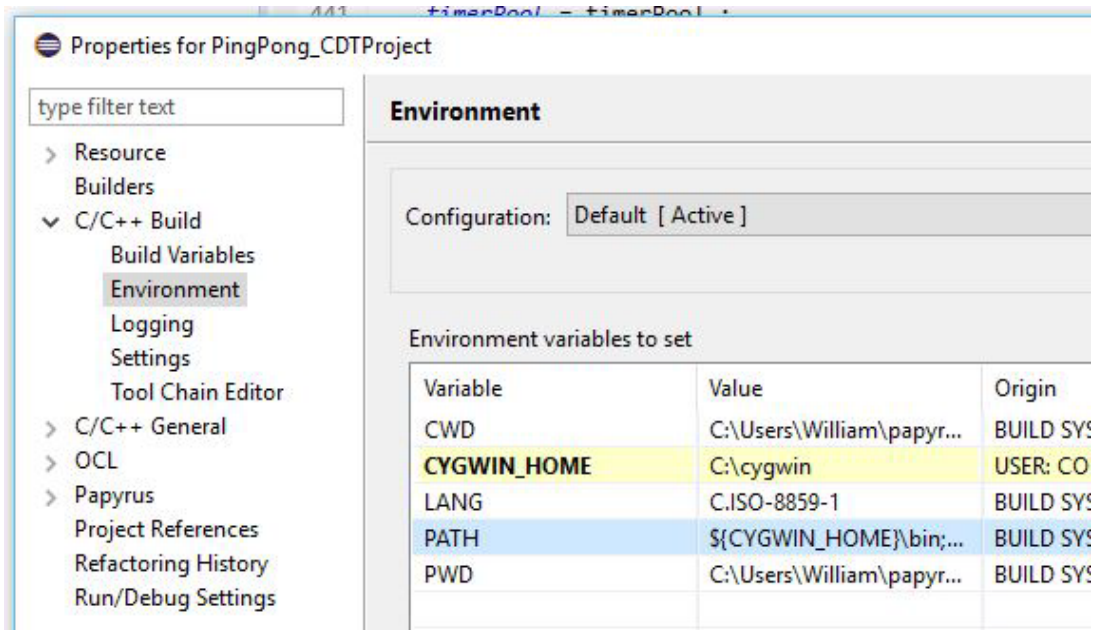 441 timerPool = timerPool_;
Properties for PingPong_CDTProject
type filter text
Environment
Resource
Builders
C/C++ Build
Build Variables
Environment
Logging
Settings
Tool Chain Editor
C/C++ General
OCL
Papyrus
Project References
Refactoring History
Run/Debug Settings
Configuration: Default [ Active ]
Environment variables to set
Variable Value Origin
CWD C:\Users\William\papyr... BUILD SYS
CYGWIN_HOME C:\cygwin USER: CO
LANG C.ISO-8859-1 BUILD SYS
PATH ${CYGWIN_HOME}\bin;... BUILD SYS
PWD C:\Users\William\papyr... BUILD SYS